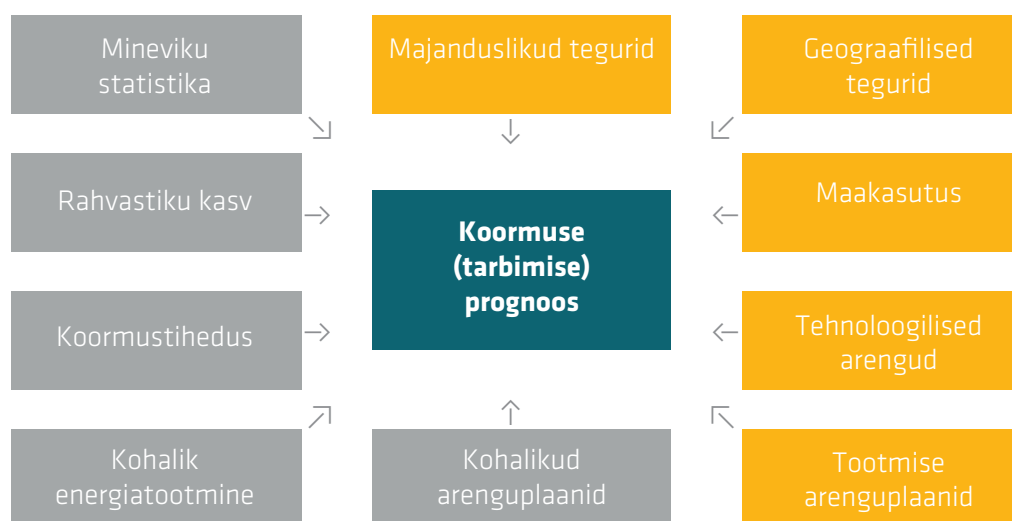 Mineviku
statistika
Majanduslikud tegurid
Geograafilised
tegurid
Rahvastiku kasv
Koormuse
(tarbimise)
prognoos
Maakasutus
Koormustihedus
Tehnoloogilised
arengud
Kohalik
energiatootmine
Kohalikud
arenguplaanid
Tootmise
arenguplaanid